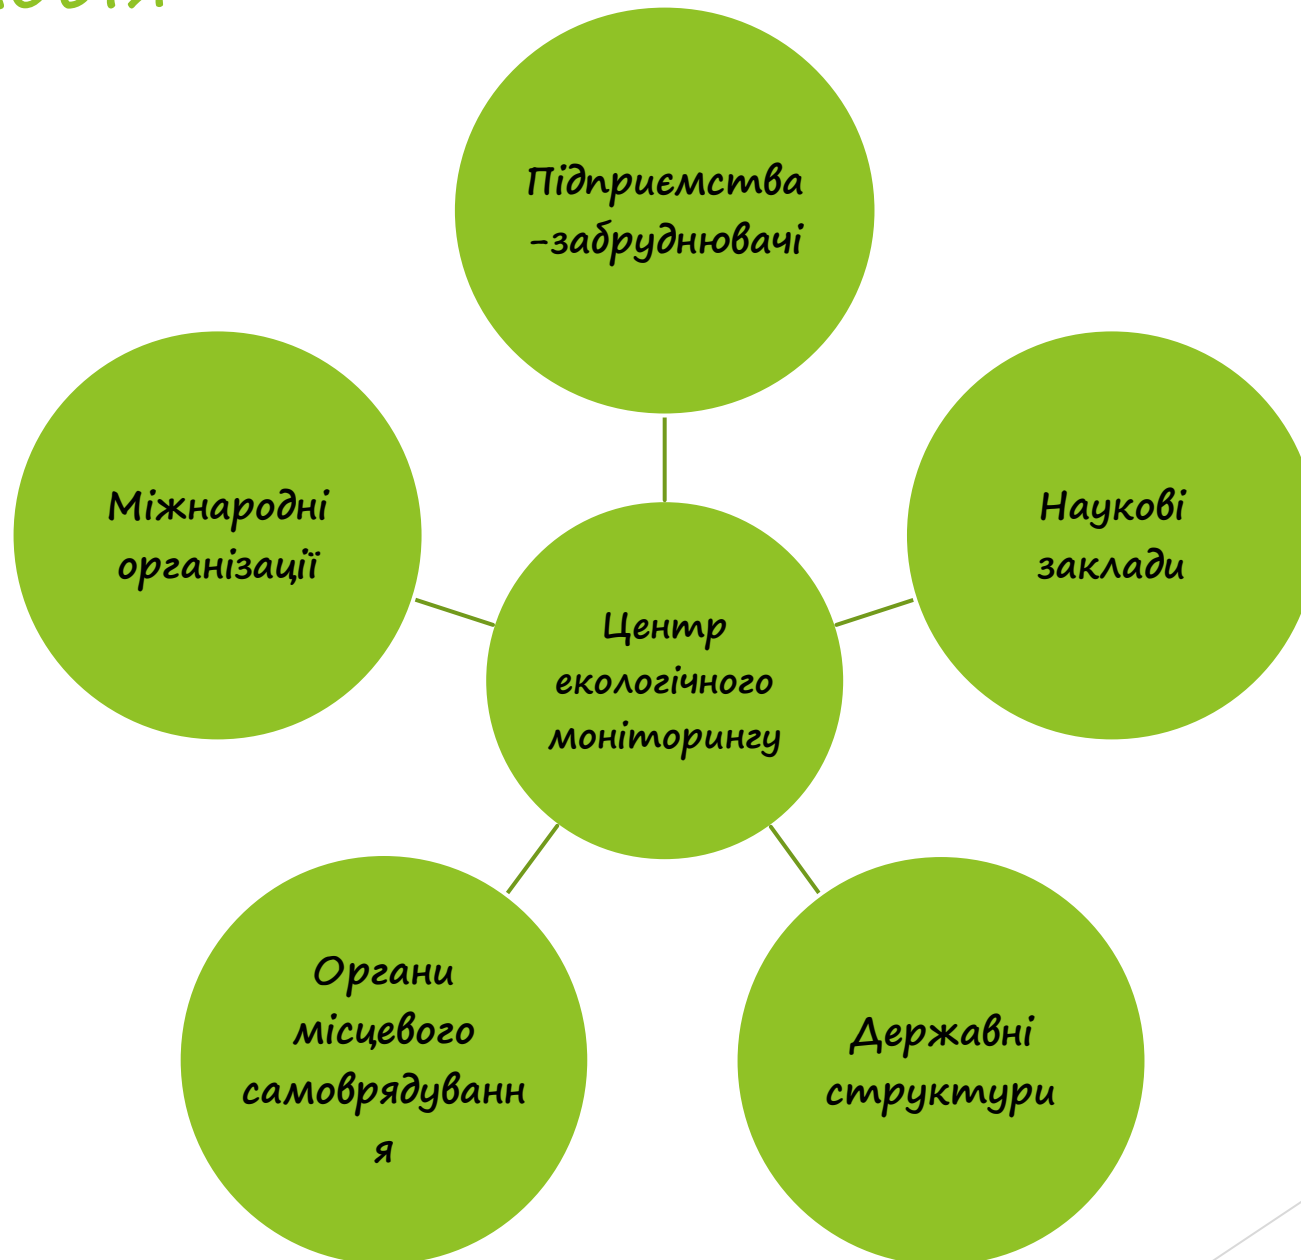 Підприємства
-забруднювачі
Міжнародні
організації
Наукові
заклади
Центр
екологічного
моніторингу
Органи
місцевого
самоврядуванн
я
Державні
структури